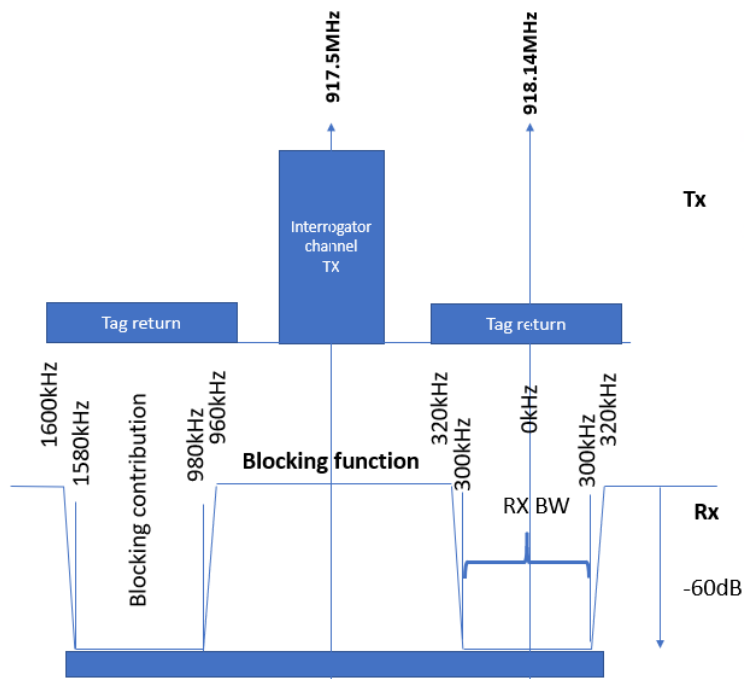 917.5MHz
918.14MHz
Tx
Interrogator
channel
TX
Tag return
Tag return
1600kHz
1580kHz
Blocking contribution
980kHz
960kHz
Blocking function
320kHz
300kHz
0kHz
300kHz
320kHz
RX BW
Rx
-60dB